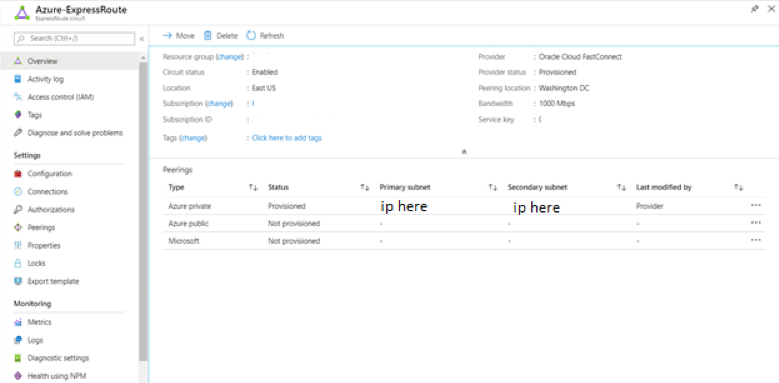 Azure-ExpressRoute
ExpressRoute circuit
Search (Ctrl+/)
Overview
Activity log
Access control (IAM)
Tags
Diagnose and solve problems
Settings
Configuration
Connections
Authorizations
Peerings
Properties
Locks
Export template
Monitoring
Metrics
Logs
Diagnostic settings
Health using NPM
Move Delete Refresh
Resource group (change) :
Circuit status : Enabled
Location : East US
Subscription (change) :
Subscription ID :
Tags (change) : Click here to add tags
Provider : Oracle Cloud FastConnect
Provider status : Provisioned
Peering location : Washington DC
Bandwidth : 1000 Mbps
Service key :
Peerings
Type Status Primary subnet Secondary subnet Last modified by
Azure private Provisioned ip here ip here Provider
Azure public Not provisioned - - -
Microsoft Not provisioned - - -